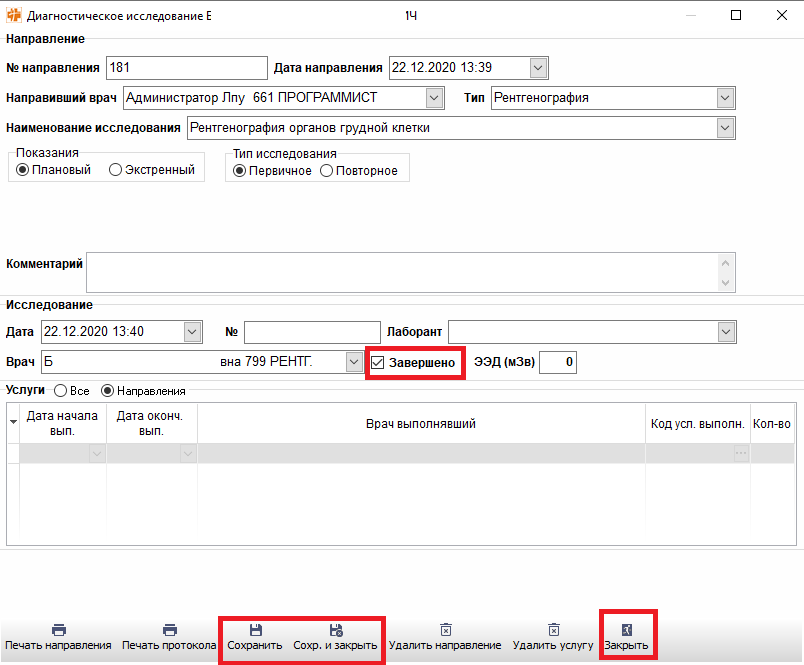 Диагностическое исследование Б 1Ч
Направление
№ направления 181 Дата направления 22.12.2020 13:39
Направивший врач Администратор Лпу 661 ПРОГРАММИСТ Тип Рентгенография
Наименование исследования Рентгенография органов грудной клетки
Показания Тип исследования
Плановый Экстренный Первичное Повторное
Комментарий
Исследование
Дата 22.12.2020 13:40 № Лаборант
Врач Б вна 799 РЕНТГ. Завершено ЭЭД (мЗв) 0
Услуги Все Направления
Дата начала вып. Дата оконч. вып. Врач выполнявший Код усл. выполн. Кол-во
Печать направления Печать протокола Сохранить Сохр. и закрыть Удалить направление Удалить услугу Закрыть